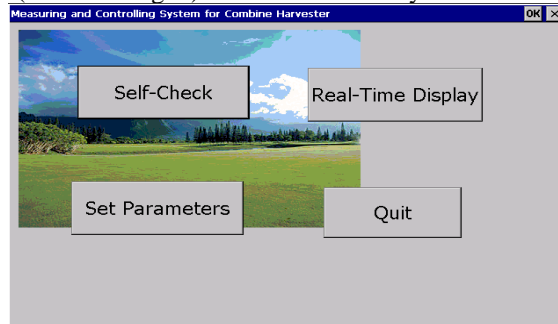 Measuring and Controlling System for Combine Harvester
OK ×
Self-Check
Real-Time Display
Set Parameters
Quit